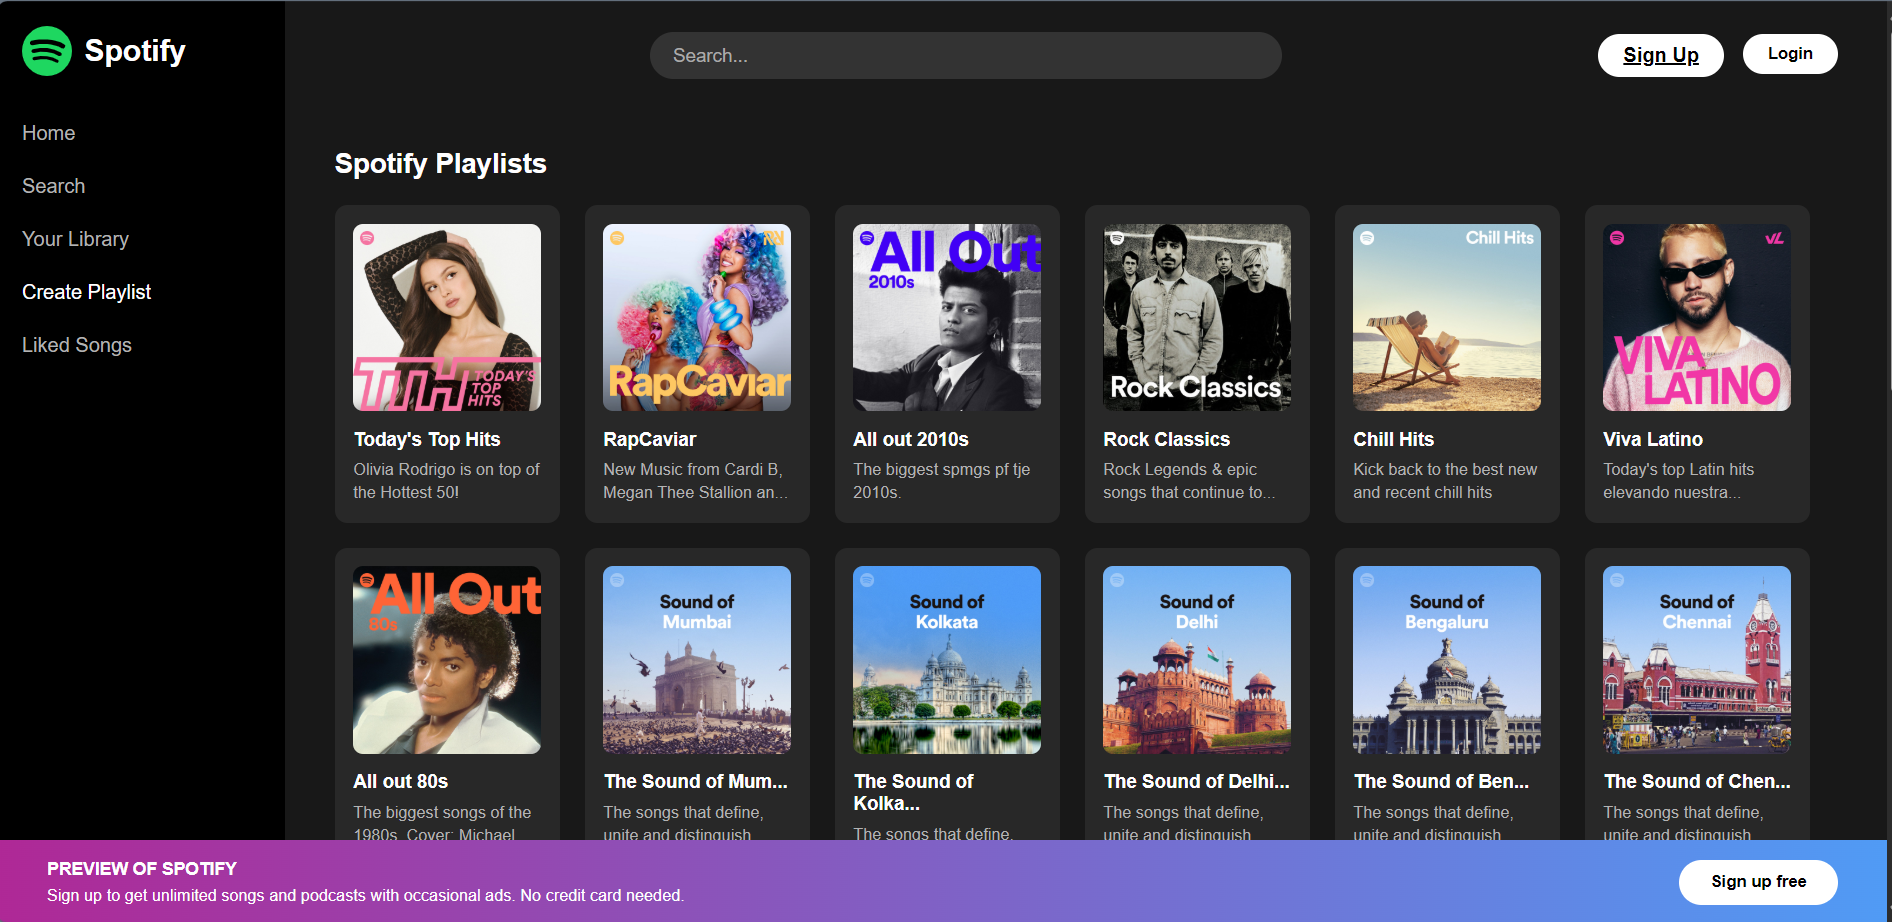 Spotify
Search...
Sign Up
Login
Home
Search
Your Library
Create Playlist
Liked Songs
Spotify Playlists
TTH TODAY'S
TOP
HITS
RapCaviar
All Out
2010s
Rock Classics
Chill Hits
VL
VIVA
LATINO
Today's Top Hits
Olivia Rodrigo is on top of
the Hottest 50!
RapCaviar
New Music from Cardi B,
Megan Thee Stallion an...
All out 2010s
The biggest spmgs pf tje
2010s.
Rock Classics
Rock Legends & epic
songs that continue to...
Chill Hits
Kick back to the best new
and recent chill hits
Viva Latino
Today's top Latin hits
elevando nuestra...
All Out
80s
Sound of
Mumbai
Sound of
Kolkata
Sound of
Delhi
Sound of
Bengaluru
Sound of
Chennai
All out 80s
The biggest songs of the
1980s. Cover: Michael
The Sound of Mum...
The songs that define,
unite and distinguish
The Sound of
Kolka...
The songs that define,
The Sound of Delhi...
The songs that define,
unite and distinguish
The Sound of Ben...
The songs that define,
unite and distinguish
The Sound of Chen...
The songs that define,
unite and distinguish
PREVIEW OF SPOTIFY
Sign up to get unlimited songs and podcasts with occasional ads. No credit card needed.
Sign up free